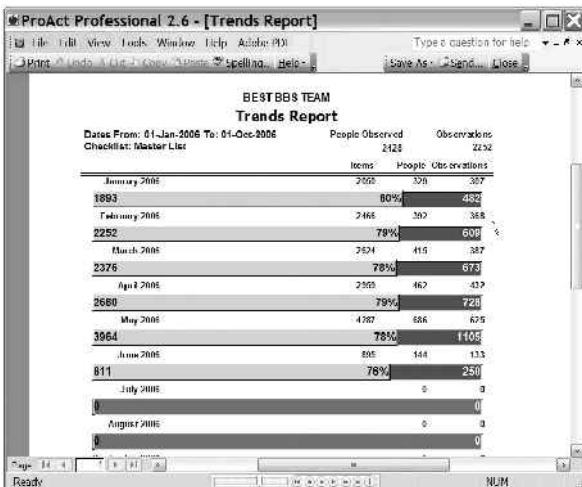 ProAct Professional 2.6 - [Trends Report]
File Edit View Tools Window Help Adobe PDF Type a question for help
Print Undo Cut Copy Paste Spelling... Help Save As Send... Close
BEST BBS TEAM
Trends Report
Dates From: 01-Jan-2006 To: 01-Oct-2006 People Observed Observations
Checklist: Master List 2428 2252
Items People Observations
January 2006 329 307
1893 80% 482
February 2006 2466 392 368
2252 79% 609
March 2006 2624 415 387
2376 78% 673
April 2006 2959 462 432
2680 79% 728
May 2006 4287 686 625
3964 78% 1105
June 2006 895 144 133
811 76% 250
July 2006 0 0
0 0
August 2006 0 0
0 0
Page: 1
Ready NUM